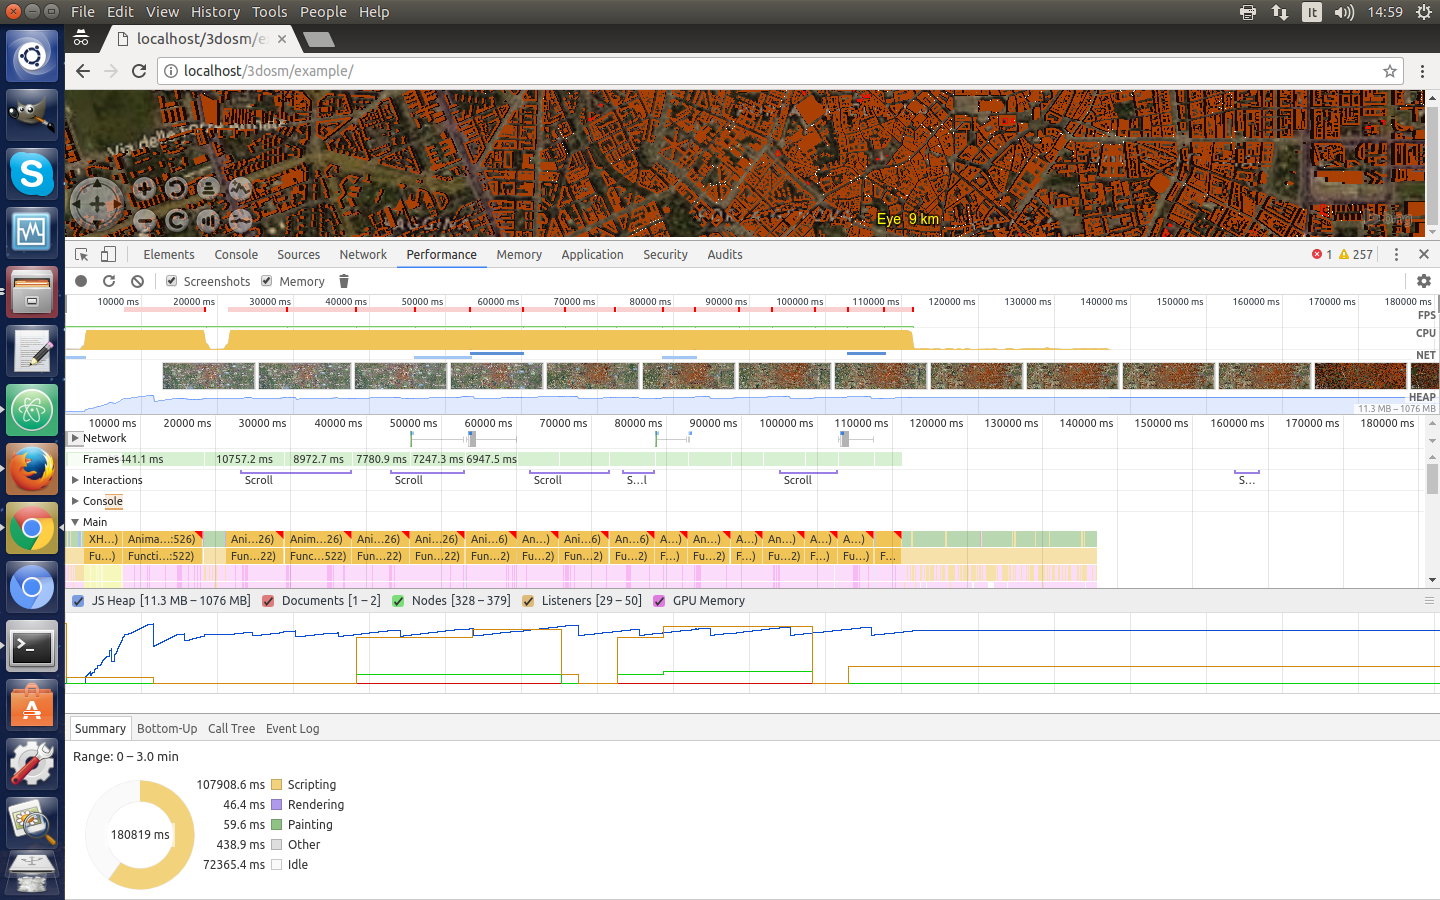 File Edit View History Tools People Help
It 14:59
localhost/3dosm/e
localhost/3dosm/example/
Via delle
Eye 9 km
Elements Console Sources Network Performance Memory Application Security Audits 1 257
Screenshots Memory
10000 ms 20000 ms 30000 ms 40000 ms 50000 ms 60000 ms 70000 ms 80000 ms 90000 ms 100000 ms 110000 ms 120000 ms 130000 ms 140000 ms 150000 ms 160000 ms 170000 ms 180000 ms
FPS
CPU
NET
HEAP
11.3 MB – 1076 MB
10000 ms 20000 ms 30000 ms 40000 ms 50000 ms 60000 ms 70000 ms 80000 ms 90000 ms 100000 ms 110000 ms 120000 ms 130000 ms 140000 ms 150000 ms 160000 ms 170000 ms 180000 ms
Network
Frames 441.1 ms 10757.2 ms 8972.7 ms 7780.9 ms 7247.3 ms 6947.5 ms
Interactions Scroll Scroll Scroll S...l Scroll S...
Console
Main
XH...) Anima...:526) Ani...26) Anim...26) Ani...26) Ani...26) Ani...6) An...) Ani...6) An...6) A...) An...) A...) An...) A...) A...)
Fu...) Functi...:522) Fun...22) Func...522) Fun...22) Fun...22) Fun...2) Fu...2) Fun...2) Fu...2) F...) Fu...2) F...) Fu...2) F...) Fu...) F...
JS Heap [11.3 MB – 1076 MB] Documents [1 – 2] Nodes [328 – 379] Listeners [29 – 50] GPU Memory
Summary Bottom-Up Call Tree Event Log
Range: 0 – 3.0 min
180819 ms
107908.6 ms Scripting
46.4 ms Rendering
59.6 ms Painting
438.9 ms Other
72365.4 ms Idle